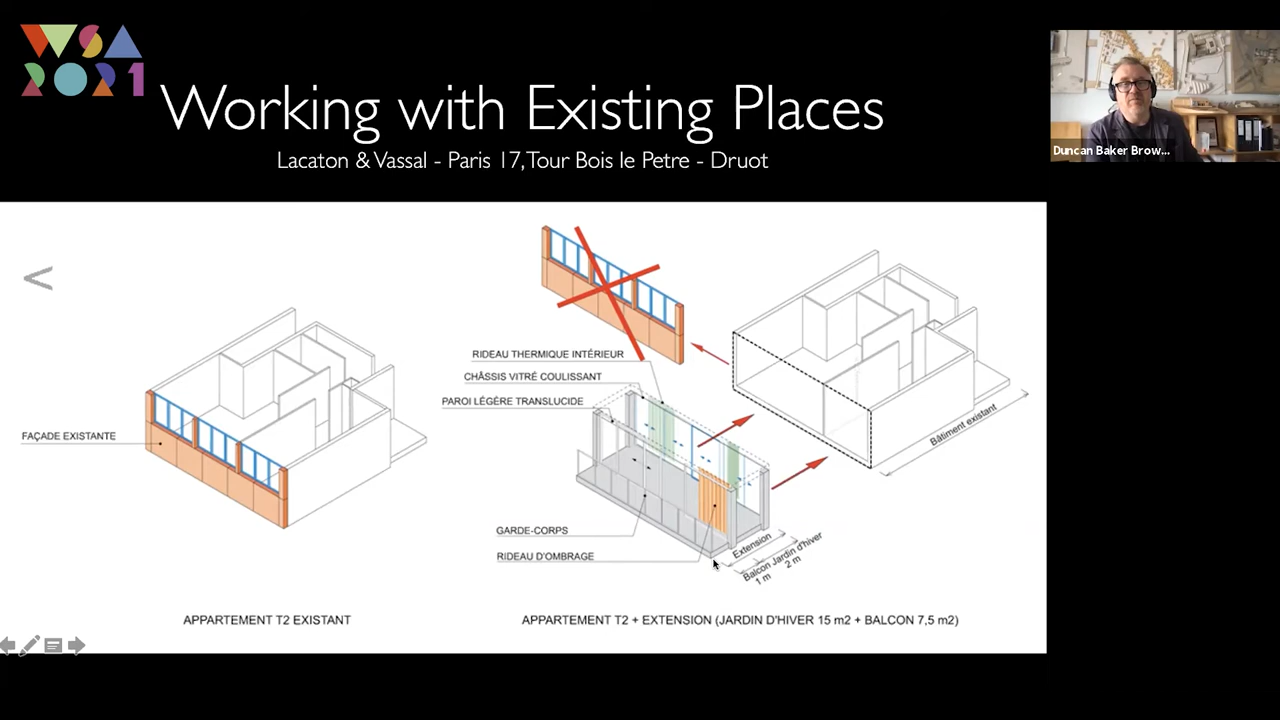 WSA
2021
Working with Existing Places
Lacaton & Vassal - Paris 17, Tour Bois le Petre - Druot
Duncan Baker Brow...
<
RIDEAU THERMIQUE INTÉRIEUR
CHÂSSIS VITRÉ COULISSANT
PAROI LÉGÉRE TRANSLUCIDE
FAÇADE EXISTANTE
Bâtiment existant
GARDE-CORPS
RIDEAU D'OMBRAGE
Extension
Balcon Jardin d'hiver
1 m 2 m
APPARTEMENT T2 EXISTANT
APPARTEMENT T2 + EXTENSION (JARDIN D'HIVER 15 m2 + BALCON 7,5 m2)